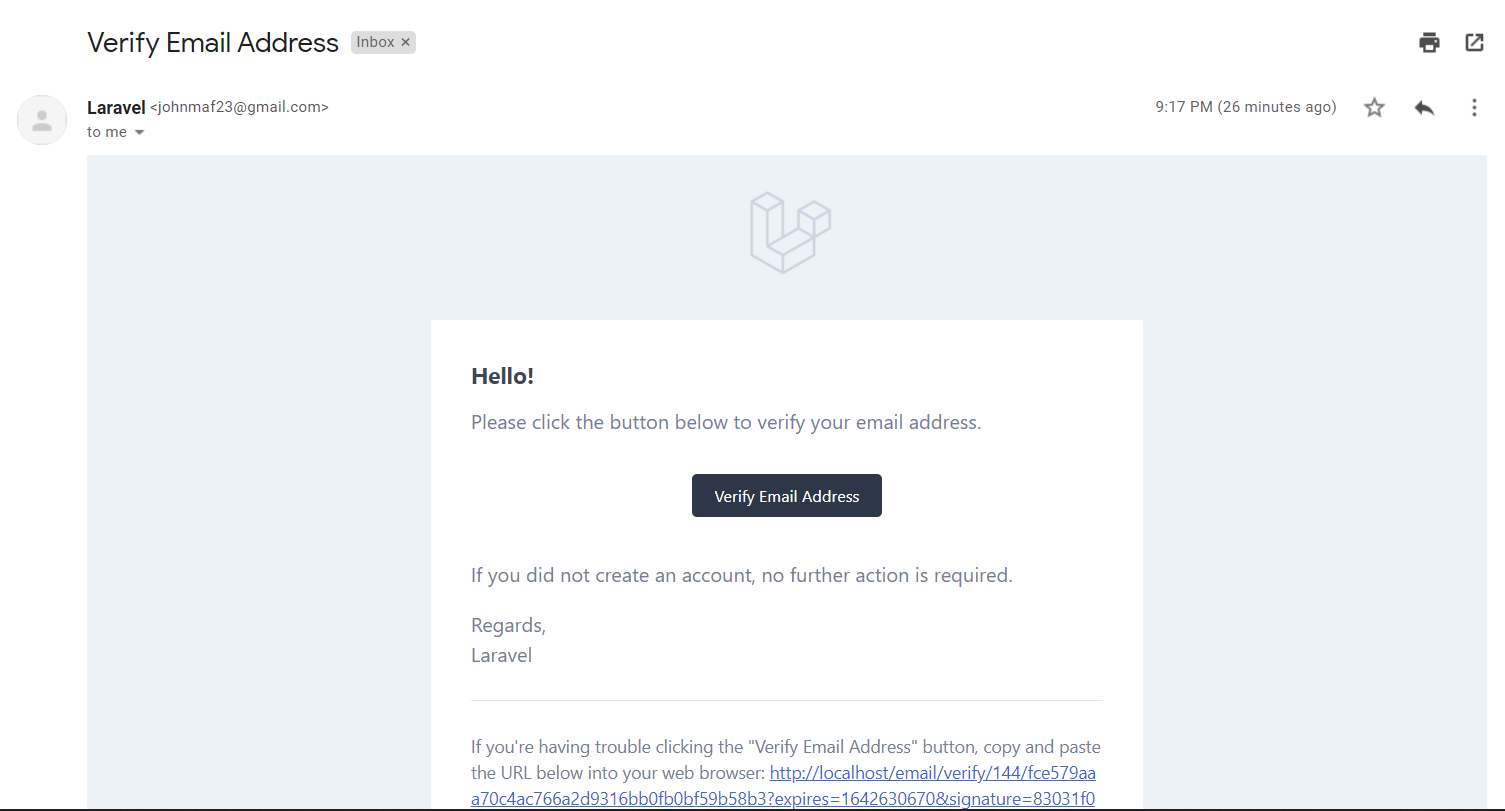 Verify Email Address Inbox ×
Laravel <johnmaf23@gmail.com> 9:17 PM (26 minutes ago)
to me
Hello!
Please click the button below to verify your email address.
Verify Email Address
If you did not create an account, no further action is required.
Regards,
Laravel
If you're having trouble clicking the "Verify Email Address" button, copy and paste
the URL below into your web browser: http://localhost/email/verify/144/fce579aa
a70c4ac766a2d9316bb0fb0bf59b58b3?expires=1642630670&signature=83031f0